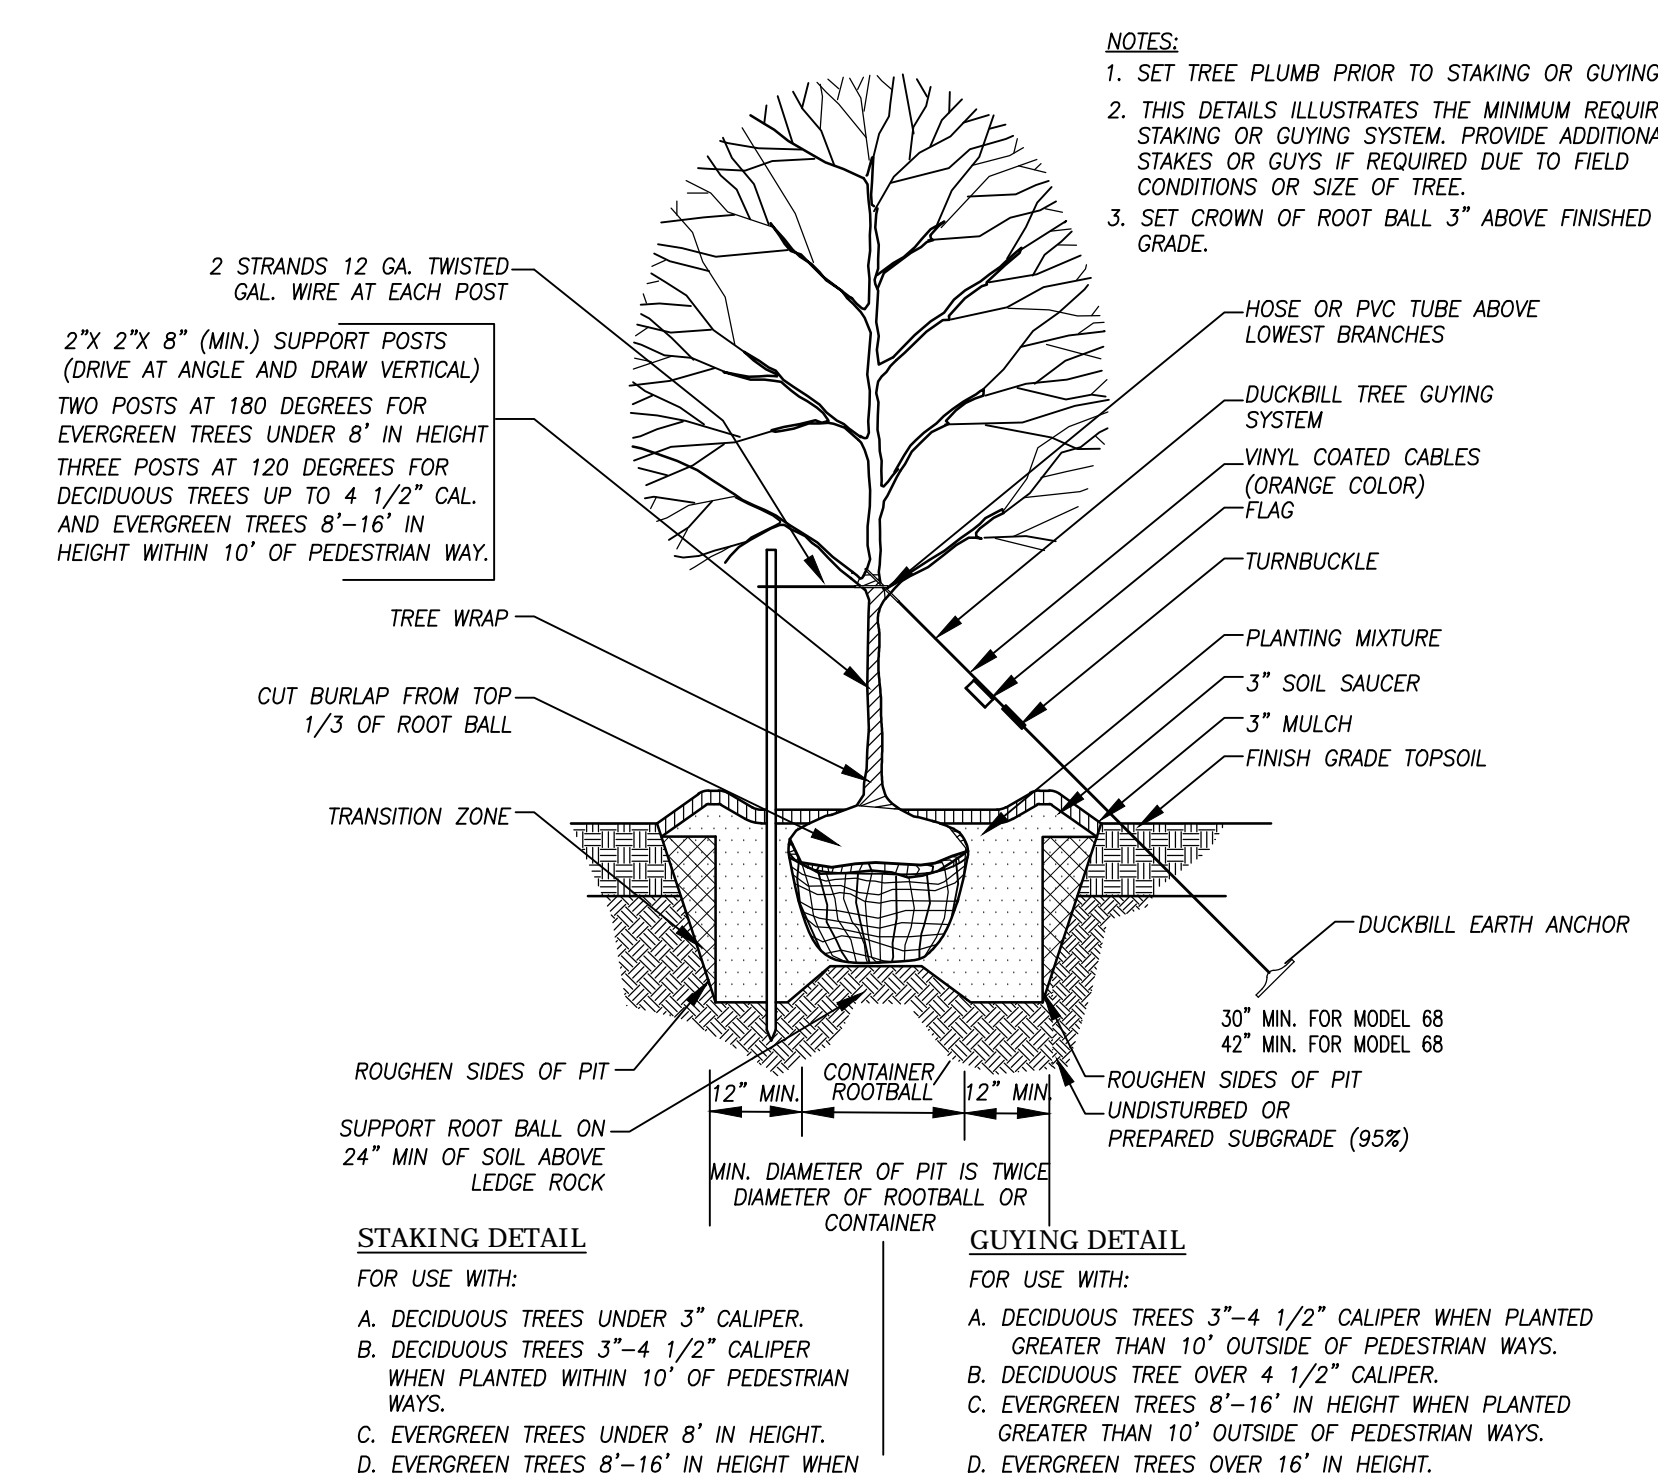 NOTES:
1. SET TREE PLUMB PRIOR TO STAKING OR GUYING
2. THIS DETAILS ILLUSTRATES THE MINIMUM REQUIR
STAKING OR GUYING SYSTEM. PROVIDE ADDITIONA
STAKES OR GUYS IF REQUIRED DUE TO FIELD
CONDITIONS OR SIZE OF TREE.
3. SET CROWN OF ROOT BALL 3" ABOVE FINISHED
GRADE.
2 STRANDS 12 GA. TWISTED
GAL. WIRE AT EACH POST
2"X 2"X 8" (MIN.) SUPPORT POSTS
(DRIVE AT ANGLE AND DRAW VERTICAL)
TWO POSTS AT 180 DEGREES FOR
EVERGREEN TREES UNDER 8' IN HEIGHT
THREE POSTS AT 120 DEGREES FOR
DECIDUOUS TREES UP TO 4 1/2" CAL.
AND EVERGREEN TREES 8'-16' IN
HEIGHT WITHIN 10' OF PEDESTRIAN WAY.
TREE WRAP
CUT BURLAP FROM TOP
1/3 OF ROOT BALL
TRANSITION ZONE
ROUGHEN SIDES OF PIT
SUPPORT ROOT BALL ON
24" MIN OF SOIL ABOVE
LEDGE ROCK
HOSE OR PVC TUBE ABOVE
LOWEST BRANCHES
DUCKBILL TREE GUYING
SYSTEM
VINYL COATED CABLES
(ORANGE COLOR)
FLAG
TURNBUCKLE
PLANTING MIXTURE
3" SOIL SAUCER
3" MULCH
FINISH GRADE TOPSOIL
DUCKBILL EARTH ANCHOR
30" MIN. FOR MODEL 68
42" MIN. FOR MODEL 68
ROUGHEN SIDES OF PIT
UNDISTURBED OR
PREPARED SUBGRADE (95%)
12" MIN.
CONTAINER
ROOTBALL
12" MIN.
MIN. DIAMETER OF PIT IS TWICE
DIAMETER OF ROOTBALL OR
CONTAINER
STAKING DETAIL
FOR USE WITH:
A. DECIDUOUS TREES UNDER 3" CALIPER.
B. DECIDUOUS TREES 3"-4 1/2" CALIPER
WHEN PLANTED WITHIN 10' OF PEDESTRIAN
WAYS.
C. EVERGREEN TREES UNDER 8' IN HEIGHT.
D. EVERGREEN TREES 8'-16' IN HEIGHT WHEN
GUYING DETAIL
FOR USE WITH:
A. DECIDUOUS TREES 3"-4 1/2" CALIPER WHEN PLANTED
GREATER THAN 10' OUTSIDE OF PEDESTRIAN WAYS.
B. DECIDUOUS TREE OVER 4 1/2" CALIPER.
C. EVERGREEN TREES 8'-16' IN HEIGHT WHEN PLANTED
GREATER THAN 10' OUTSIDE OF PEDESTRIAN WAYS.
D. EVERGREEN TREES OVER 16' IN HEIGHT.